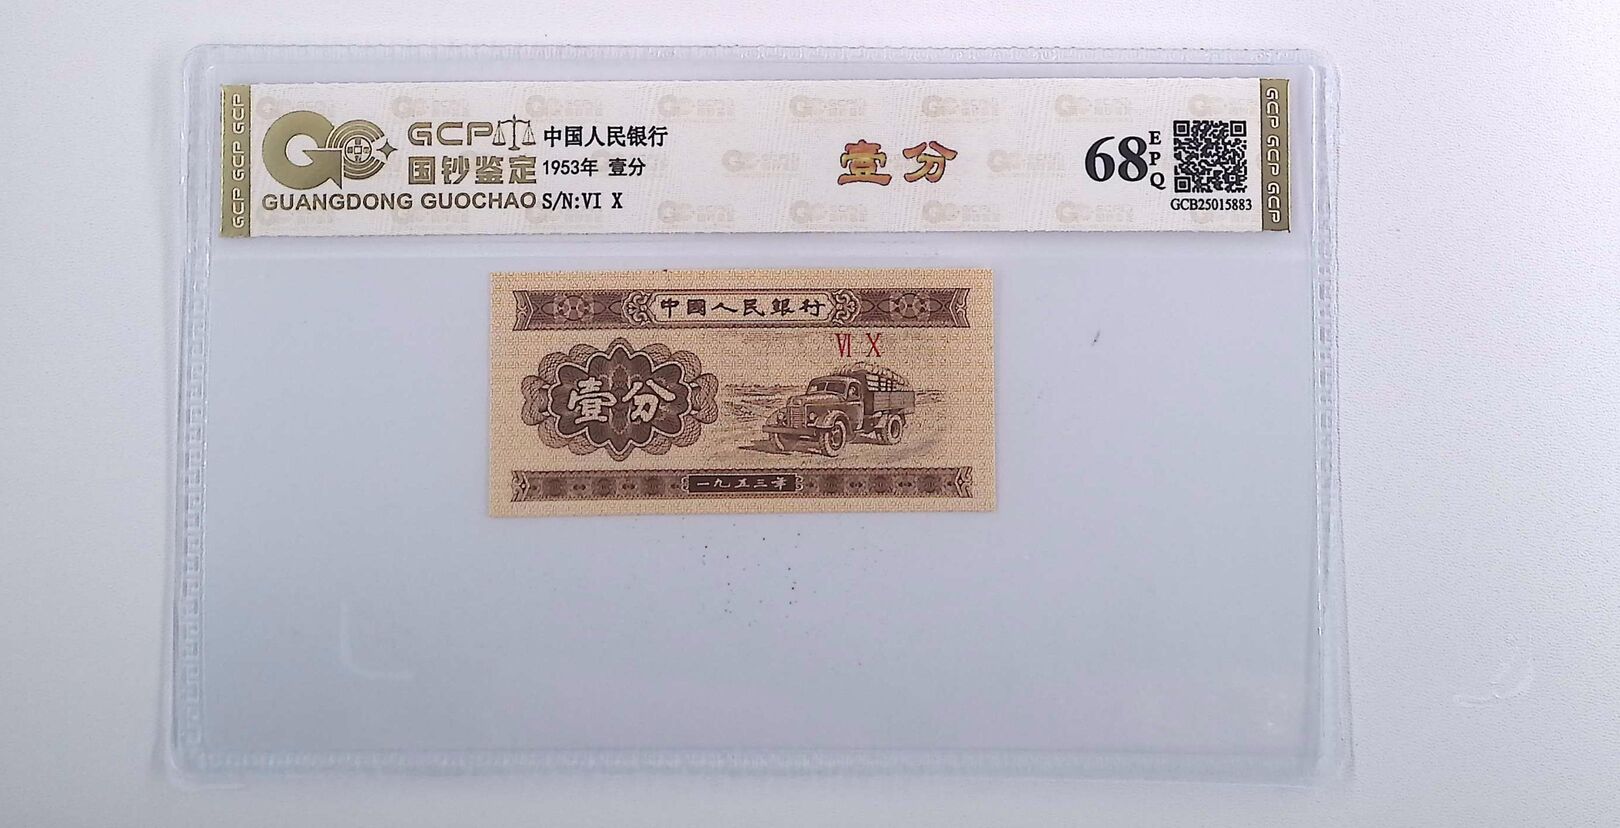 GCP GCP GCP
GCP
国钞鉴定
GUANGDONG GUOCHAO
中国人民银行
1953年 壹分
S/N:VI X
壹分
68
EPQ
GCB25015883
GCP GCP GCP
中國人民銀行
VI X
壹分
一九五三年